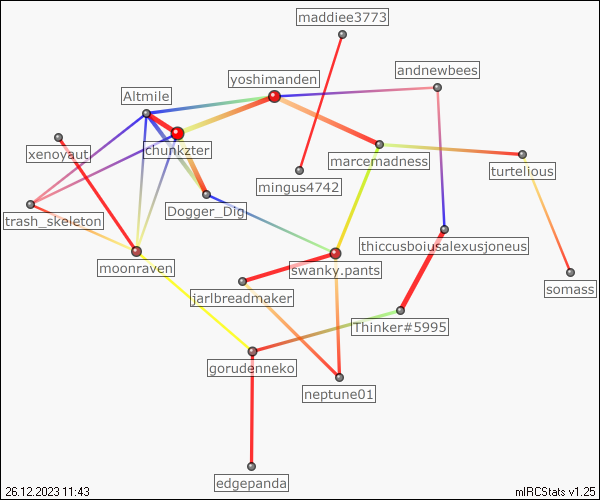 maddiee3773
andnewbees
yoshimanden
Altmile
chunkzter
xenoyaut
marcemadness
turtelious
mingus4742
Dogger_Dig
trash_skeleton
thiccusboiusalexusjoneus
moonraven
swanky.pants
somass
jarlbreadmaker
Thinker#5995
gorudenneko
neptune01
edgepanda
26.12.2023 11:43
mIRCStats v1.25